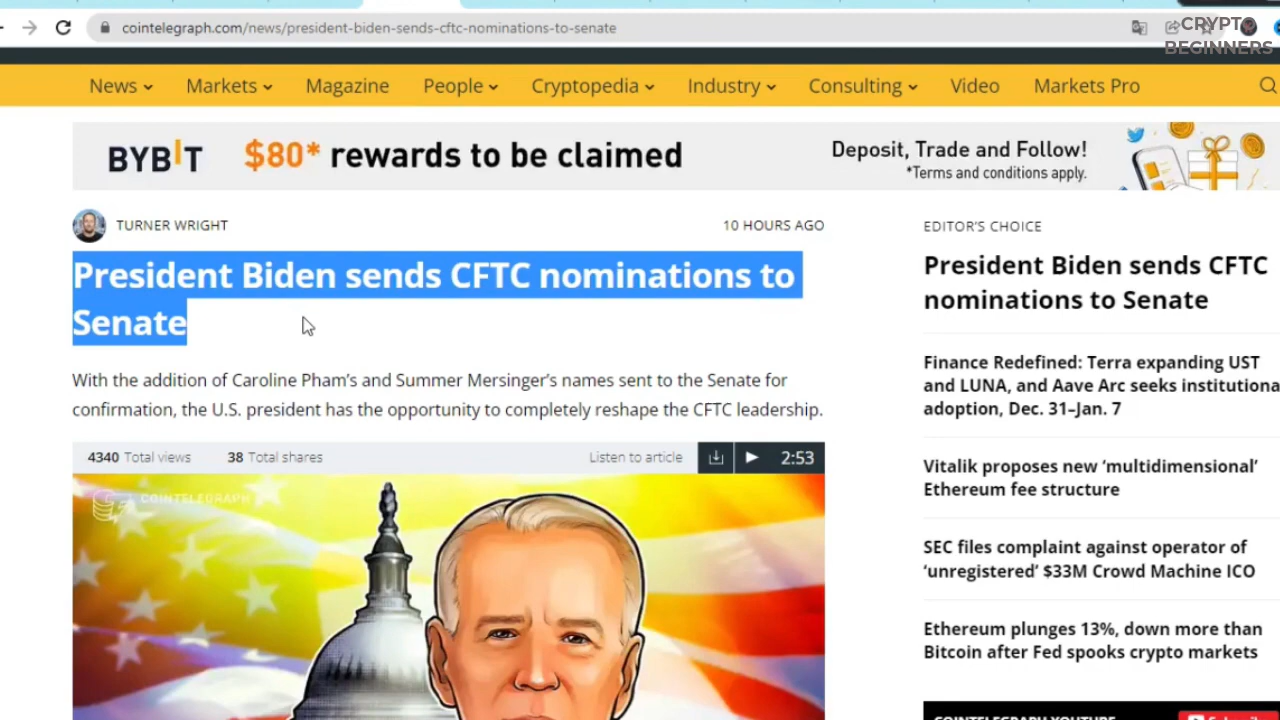 cointelegraph.com/news/president-biden-sends-cftc-nominations-to-senate
CRYPTO
BEGINNERS
News
Markets
Magazine
People
Cryptopedia
Industry
Consulting
Video
Markets Pro
BYBIT
$80* rewards to be claimed
Deposit, Trade and Follow!
*Terms and conditions apply.
TURNER WRIGHT
10 HOURS AGO
President Biden sends CFTC nominations to
Senate
With the addition of Caroline Pham’s and Summer Mersinger’s names sent to the Senate for
confirmation, the U.S. president has the opportunity to completely reshape the CFTC leadership.
4340 Total views
38 Total shares
Listen to article
2:53
COINTELEGRAPH
EDITOR’S CHOICE
President Biden sends CFTC
nominations to Senate
Finance Redefined: Terra expanding UST
and LUNA, and Aave Arc seeks institutiona
adoption, Dec. 31–Jan. 7
Vitalik proposes new ‘multidimensional’
Ethereum fee structure
SEC files complaint against operator of
‘unregistered’ $33M Crowd Machine ICO
Ethereum plunges 13%, down more than
Bitcoin after Fed spooks crypto markets
COINTELEGRAPH YOUTUBE